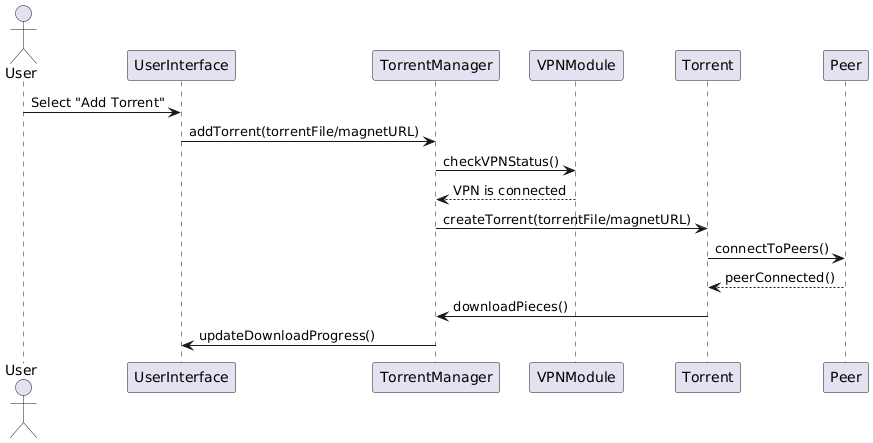 User
UserInterface
TorrentManager
VPNModule
Torrent
Peer
Select "Add Torrent"
addTorrent(torrentFile/magnetURL)
checkVPNStatus()
VPN is connected
createTorrent(torrentFile/magnetURL)
connectToPeers()
peerConnected()
downloadPieces()
updateDownloadProgress()
User
UserInterface
TorrentManager
VPNModule
Torrent
Peer